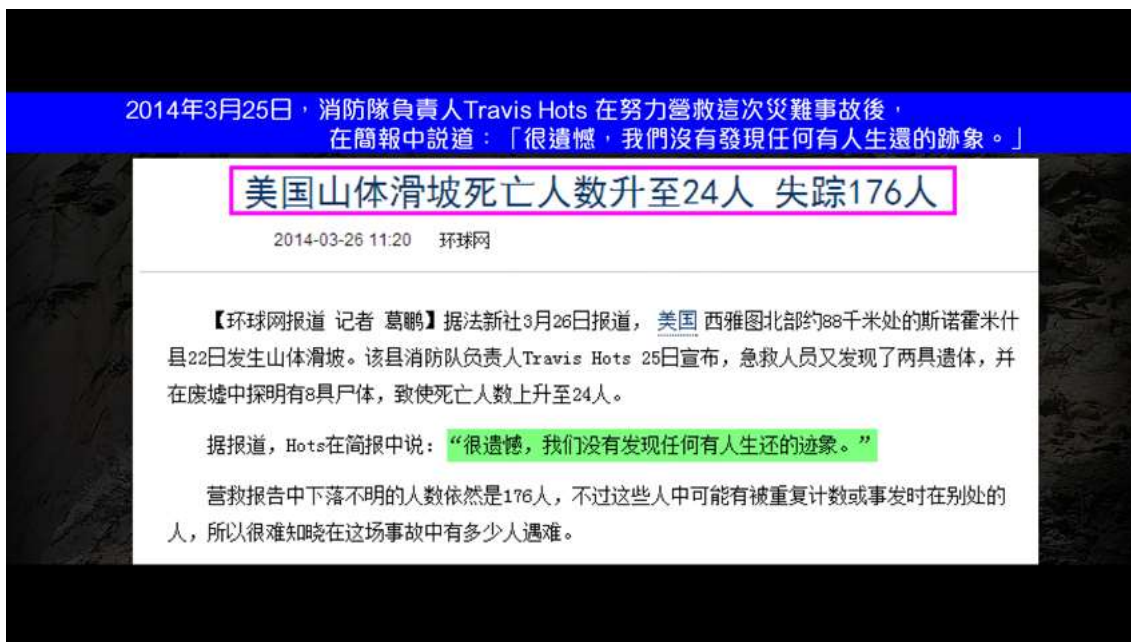 2014年3月25日，消防隊負責人Travis Hots 在努力營救這次災難事故後，
在簡報中説道：「很遺憾，我們沒有發現任何有人生還的跡象。」
美国山体滑坡死亡人数升至24人 失踪176人
2014-03-26 11:20 环球网
【环球网报道 记者 葛鹏】据法新社3月26日报道， 美国 西雅图北部约88千米处的斯诺霍米什
县22日发生山体滑坡。该县消防队负责人Travis Hots 25日宣布，急救人员又发现了两具遗体，并
在废墟中探明有8具尸体，致使死亡人数上升至24人。
据报道，Hots在简报中说：“很遗憾，我们没有发现任何有人生还的迹象。”
营救报告中下落不明的人数依然是176人，不过这些人中可能有被重复计数或事发时在别处的
人，所以很难知晓在这场事故中有多少人遇难。